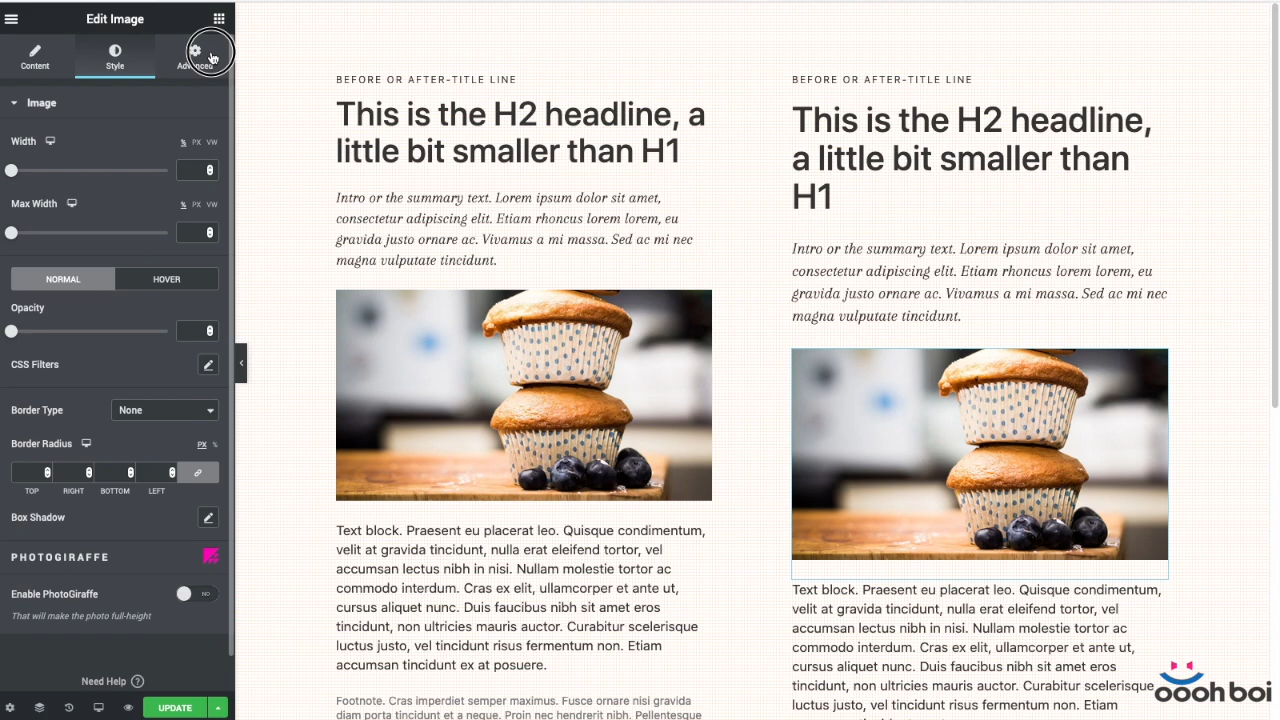 Edit Image
Content
Style
Advanced
Image
Width
% PX VW
0
Max Width
% PX VW
0
NORMAL
HOVER
Opacity
0
CSS Filters
Border Type
None
Border Radius
PX %
0 0 0 0
TOP RIGHT BOTTOM LEFT
Box Shadow
PHOTOGIRAFFE
Enable PhotoGiraffe
NO
That will make the photo full-height
Need Help ?
UPDATE
BEFORE OR AFTER-TITLE LINE
This is the H2 headline, a
little bit smaller than H1
Intro or the summary text. Lorem ipsum dolor sit amet,
consectetur adipiscing elit. Etiam rhoncus lorem lorem, eu
gravida justo ornare ac. Vivamus a mi massa. Sed ac mi nec
magna vulputate tincidunt.
Text block. Praesent eu placerat leo. Quisque condimentum,
velit at gravida tincidunt, nulla erat eleifend tortor, vel
accumsan lectus nibh in nisi. Nullam molestie tortor ac
commodo interdum. Cras ex elit, ullamcorper et ante ut,
cursus aliquet nunc. Duis faucibus nibh sit amet eros
tincidunt, non ultricies mauris auctor. Curabitur scelerisque
luctus justo, vel tincidunt risus fermentum non. Etiam
accumsan tincidunt ex at posuere.
Footnote. Cras imperdiet semper maximus. Fusce ornare nisi gravida
diam porta tincidunt et a neque. Proin nec hendrerit nibh. Pellentesque
BEFORE OR AFTER-TITLE LINE
This is the H2 headline,
a little bit smaller than
H1
Intro or the summary text. Lorem ipsum dolor sit amet,
consectetur adipiscing elit. Etiam rhoncus lorem lorem, eu
gravida justo ornare ac. Vivamus a mi massa. Sed ac mi nec
magna vulputate tincidunt.
Text block. Praesent eu placerat leo. Quisque condimentum,
velit at gravida tincidunt, nulla erat eleifend tortor, vel
accumsan lectus nibh in nisi. Nullam molestie tortor ac
commodo interdum. Cras ex elit, ullamcorper et ante ut,
cursus aliquet nunc. Duis faucibus nibh sit amet eros
tincidunt, non ultricies mauris auctor. Curabitur scelerisque
luctus justo, vel tincidunt risus fermentum non. Etiam
oooh boi